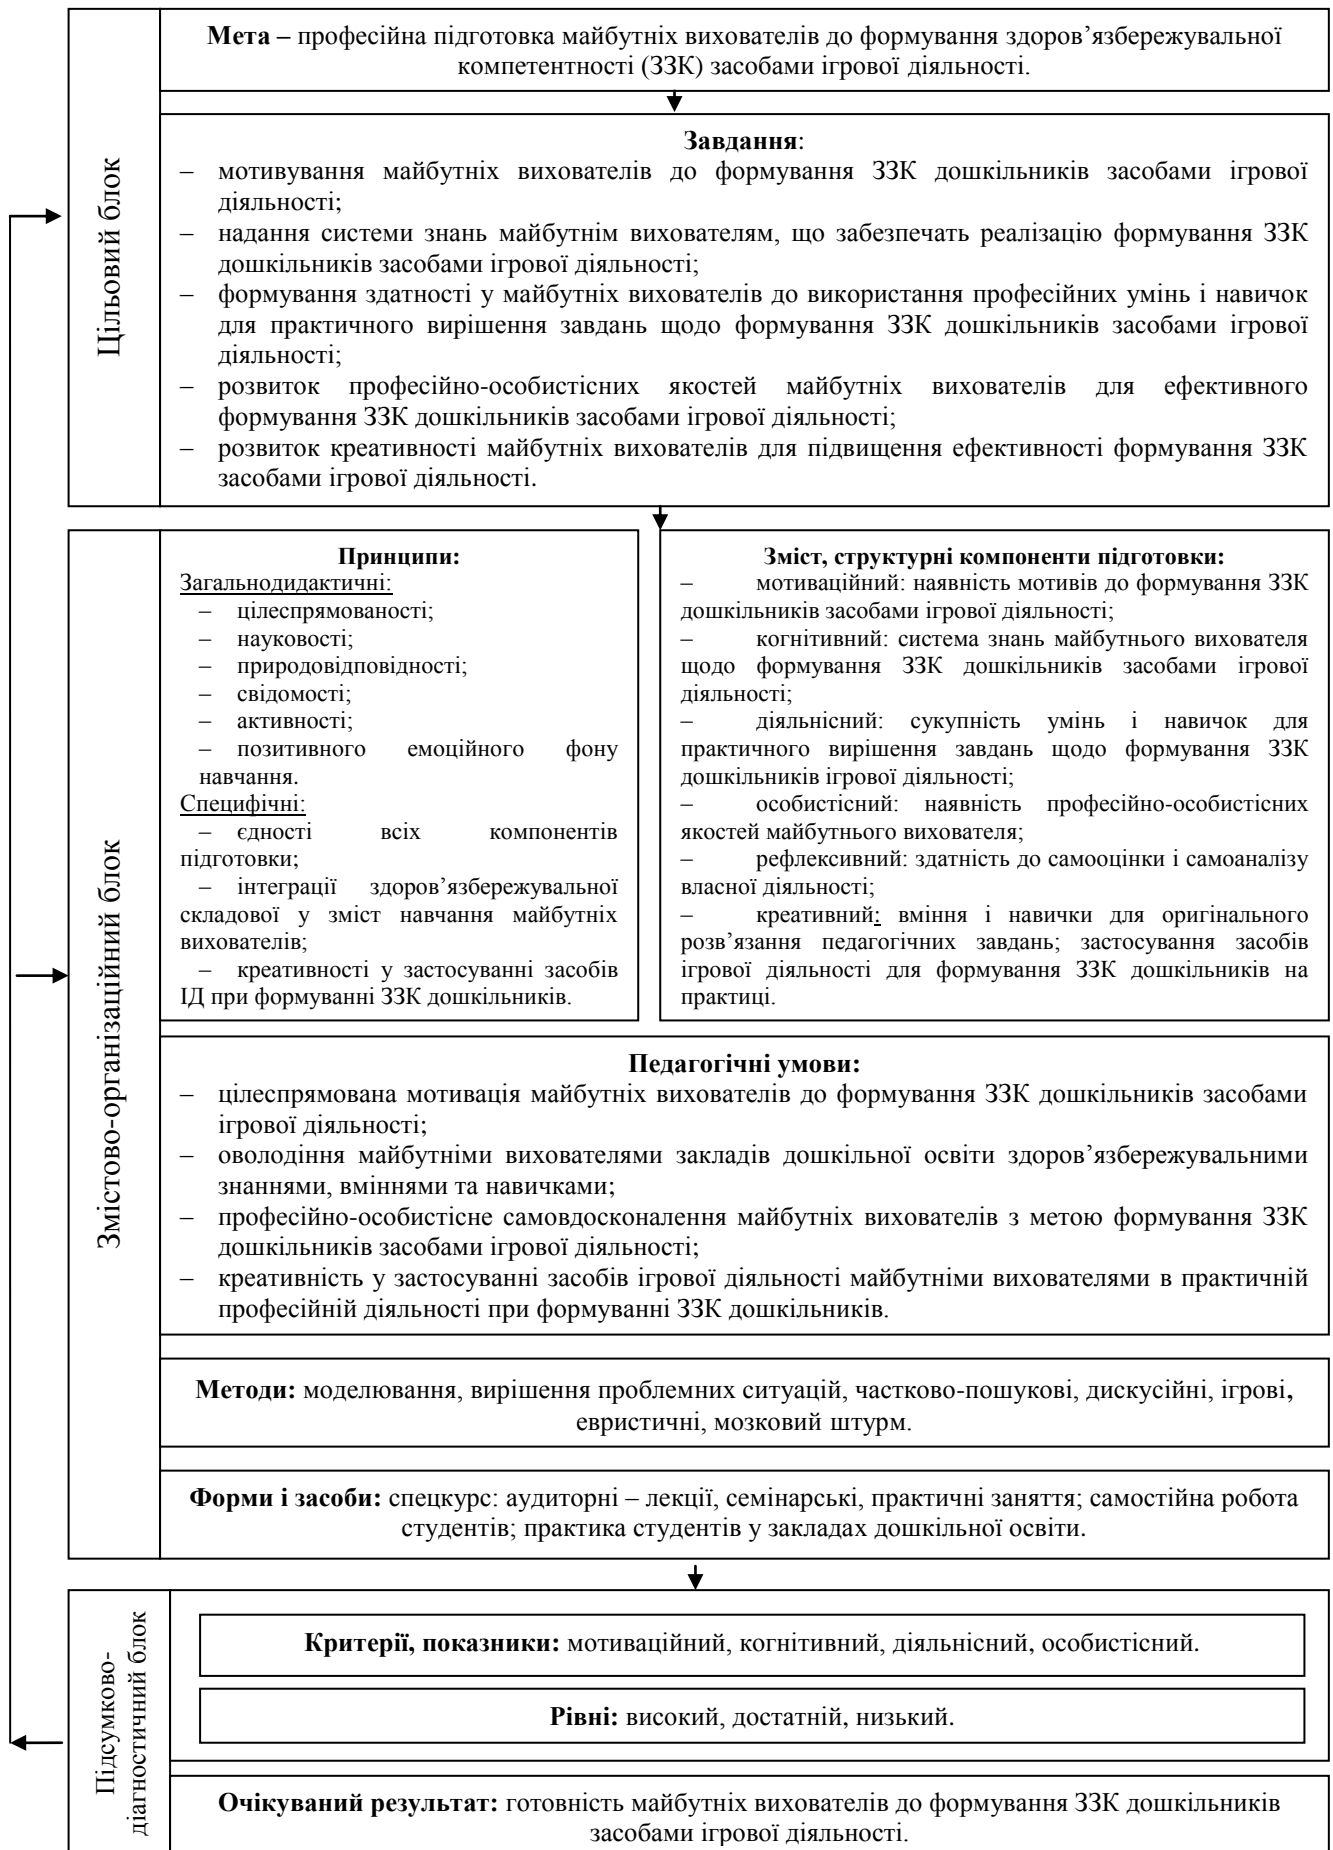 Цільовий блок
Мета – професійна підготовка майбутніх вихователів до формування здоров’язбережувальної
компетентності (ЗЗК) засобами ігрової діяльності.
Завдання:
– мотивування майбутніх вихователів до формування ЗЗК дошкільників засобами ігрової
діяльності;
– надання системи знань майбутнім вихователям, що забезпечать реалізацію формування ЗЗК
дошкільників засобами ігрової діяльності;
– формування здатності у майбутніх вихователів до використання професійних умінь і навичок
для практичного вирішення завдань щодо формування ЗЗК дошкільників засобами ігрової
діяльності;
– розвиток професійно-особистісних якостей майбутніх вихователів для ефективного
формування ЗЗК дошкільників засобами ігрової діяльності;
– розвиток креативності майбутніх вихователів для підвищення ефективності формування ЗЗК
засобами ігрової діяльності.
Змістово-організаційний блок
Принципи:
Загальнодидактичні:
– цілеспрямованості;
– науковості;
– природовідповідності;
– свідомості;
– активності;
– позитивного емоційного фону
навчання.
Специфічні:
– єдності всіх компонентів
підготовки;
– інтеграції здоров’язбережувальної
складової у зміст навчання майбутніх
вихователів;
– креативності у застосуванні засобів
ІД при формуванні ЗЗК дошкільників.
Зміст, структурні компоненти підготовки:
– мотиваційний: наявність мотивів до формування ЗЗК
дошкільників засобами ігрової діяльності;
– когнітивний: система знань майбутнього вихователя
щодо формування ЗЗК дошкільників засобами ігрової
діяльності;
– діяльнісний: сукупність умінь і навичок для
практичного вирішення завдань щодо формування ЗЗК
дошкільників ігрової діяльності;
– особистісний: наявність професійно-особистісних
якостей майбутнього вихователя;
– рефлексивний: здатність до самооцінки і самоаналізу
власної діяльності;
– креативний: вміння і навички для оригінального
розв’язання педагогічних завдань; застосування засобів
ігрової діяльності для формування ЗЗК дошкільників на
практиці.
Педагогічні умови:
– цілеспрямована мотивація майбутніх вихователів до формування ЗЗК дошкільників засобами
ігрової діяльності;
– оволодіння майбутніми вихователями закладів дошкільної освіти здоров’язбережувальними
знаннями, вміннями та навичками;
– професійно-особистісне самовдосконалення майбутніх вихователів з метою формування ЗЗК
дошкільників засобами ігрової діяльності;
– креативність у застосуванні засобів ігрової діяльності майбутніми вихователями в практичній
професійній діяльності при формуванні ЗЗК дошкільників.
Методи: моделювання, вирішення проблемних ситуацій, частково-пошукові, дискусійні, ігрові,
евристичні, мозковий штурм.
Форми і засоби: спецкурс: аудиторні – лекції, семінарські, практичні заняття; самостійна робота
студентів; практика студентів у закладах дошкільної освіти.
Підсумково-
діагностичний блок
Критерії, показники: мотиваційний, когнітивний, діяльнісний, особистісний.
Рівні: високий, достатній, низький.
Очікуваний результат: готовність майбутніх вихователів до формування ЗЗК дошкільників
засобами ігрової діяльності.